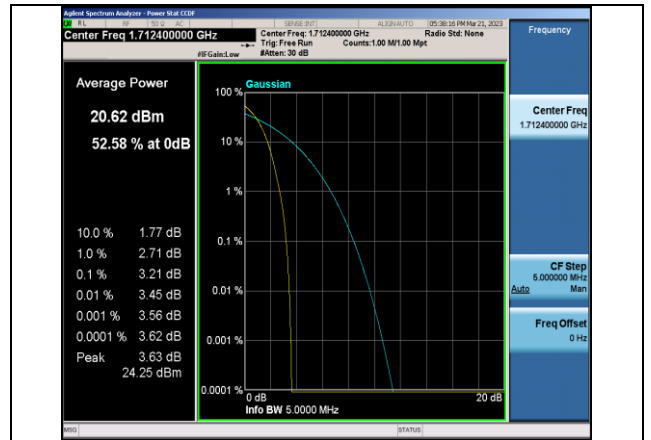 Agilent Spectrum Analyzer - Power Stat CCDF
RL RF 50 Ω AC SENSE:INT ALIGN AUTO 05:38:16 PM Mar 21, 2023
Center Freq 1.712400000 GHz
Center Freq: 1.712400000 GHz Radio Std: None
Trig: Free Run Counts:1.00 M/1.00 Mpt
#IFGain:Low #Atten: 30 dB
Frequency
Average Power
20.62 dBm
52.58 % at 0dB
10.0 % 1.77 dB
1.0 % 2.71 dB
0.1 % 3.21 dB
0.01 % 3.45 dB
0.001 % 3.56 dB
0.0001 % 3.62 dB
Peak 3.63 dB
24.25 dBm
Gaussian
100 %
10 %
1 %
0.1 %
0.01 %
0.001 %
0.0001 %
0 dB 20 dB
Info BW 5.0000 MHz
Center Freq
1.712400000 GHz
CF Step
5.000000 MHz
Auto Man
Freq Offset
0 Hz
MSG STATUS